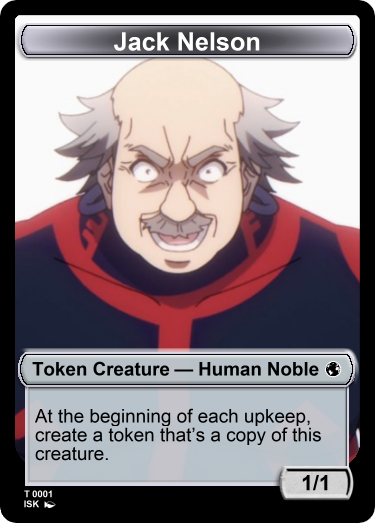 Jack Nelson
Token Creature — Human Noble
At the beginning of each upkeep,
create a token that's a copy of this
creature.
1/1
T 0001
ISK